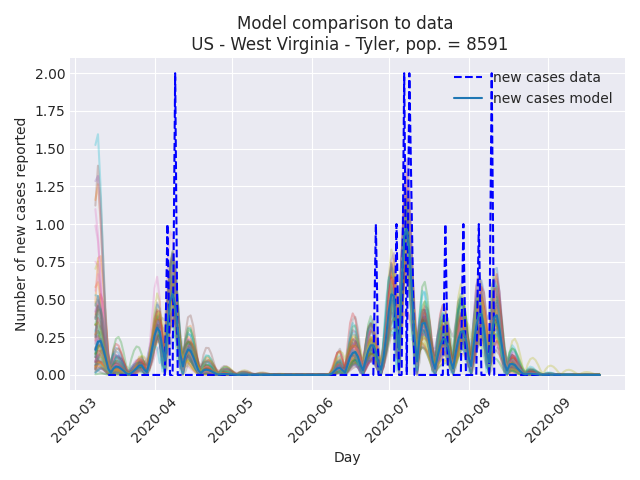 Model comparison to data
US - West Virginia - Tyler, pop. = 8591
new cases data
new cases model
Number of new cases reported
2.00
1.75
1.50
1.25
1.00
0.75
0.50
0.25
0.00
2020-03
2020-04
2020-05
2020-06
2020-07
2020-08
2020-09
Day